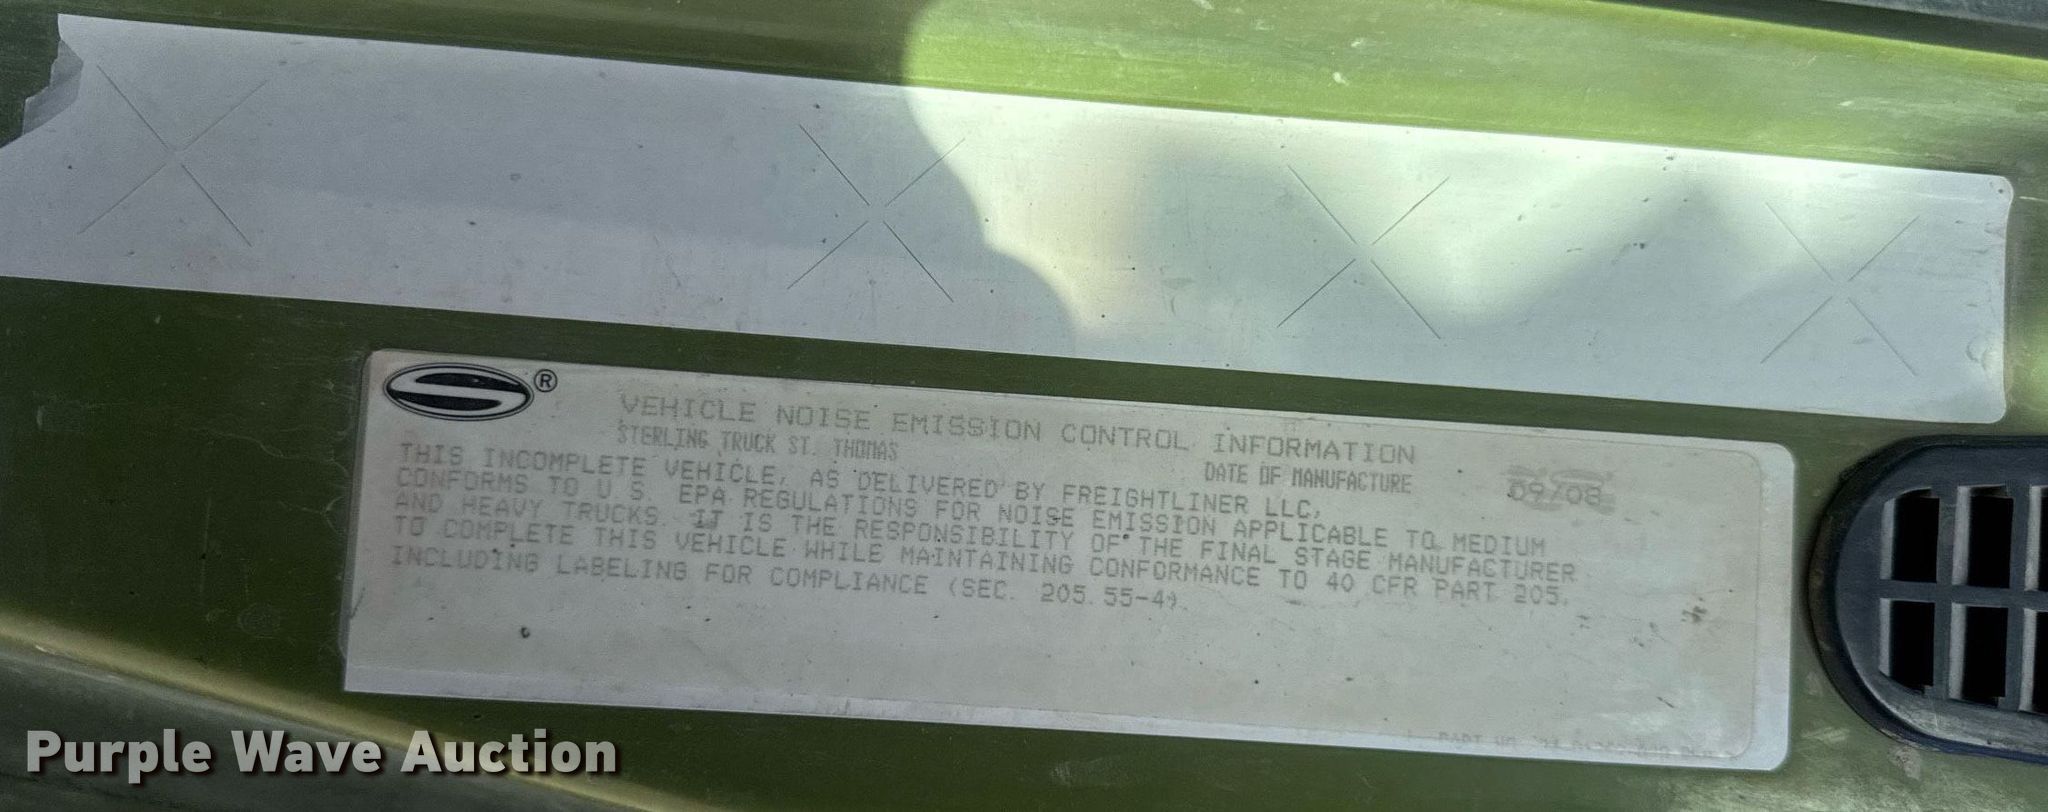 ®
VEHICLE NOISE EMISSION CONTROL INFORMATION
STERLING TRUCK ST. THOMAS
DATE OF MANUFACTURE 09/08
THIS INCOMPLETE VEHICLE, AS DELIVERED BY FREIGHTLINER LLC,
CONFORMS TO U.S. EPA REGULATIONS FOR NOISE EMISSION APPLICABLE TO MEDIUM
AND HEAVY TRUCKS. IT IS THE RESPONSIBILITY OF THE FINAL STAGE MANUFACTURER
TO COMPLETE THIS VEHICLE WHILE MAINTAINING CONFORMANCE TO 40 CFR PART 205,
INCLUDING LABELING FOR COMPLIANCE (SEC. 205.55-4).
PART NO.
Purple Wave Auction